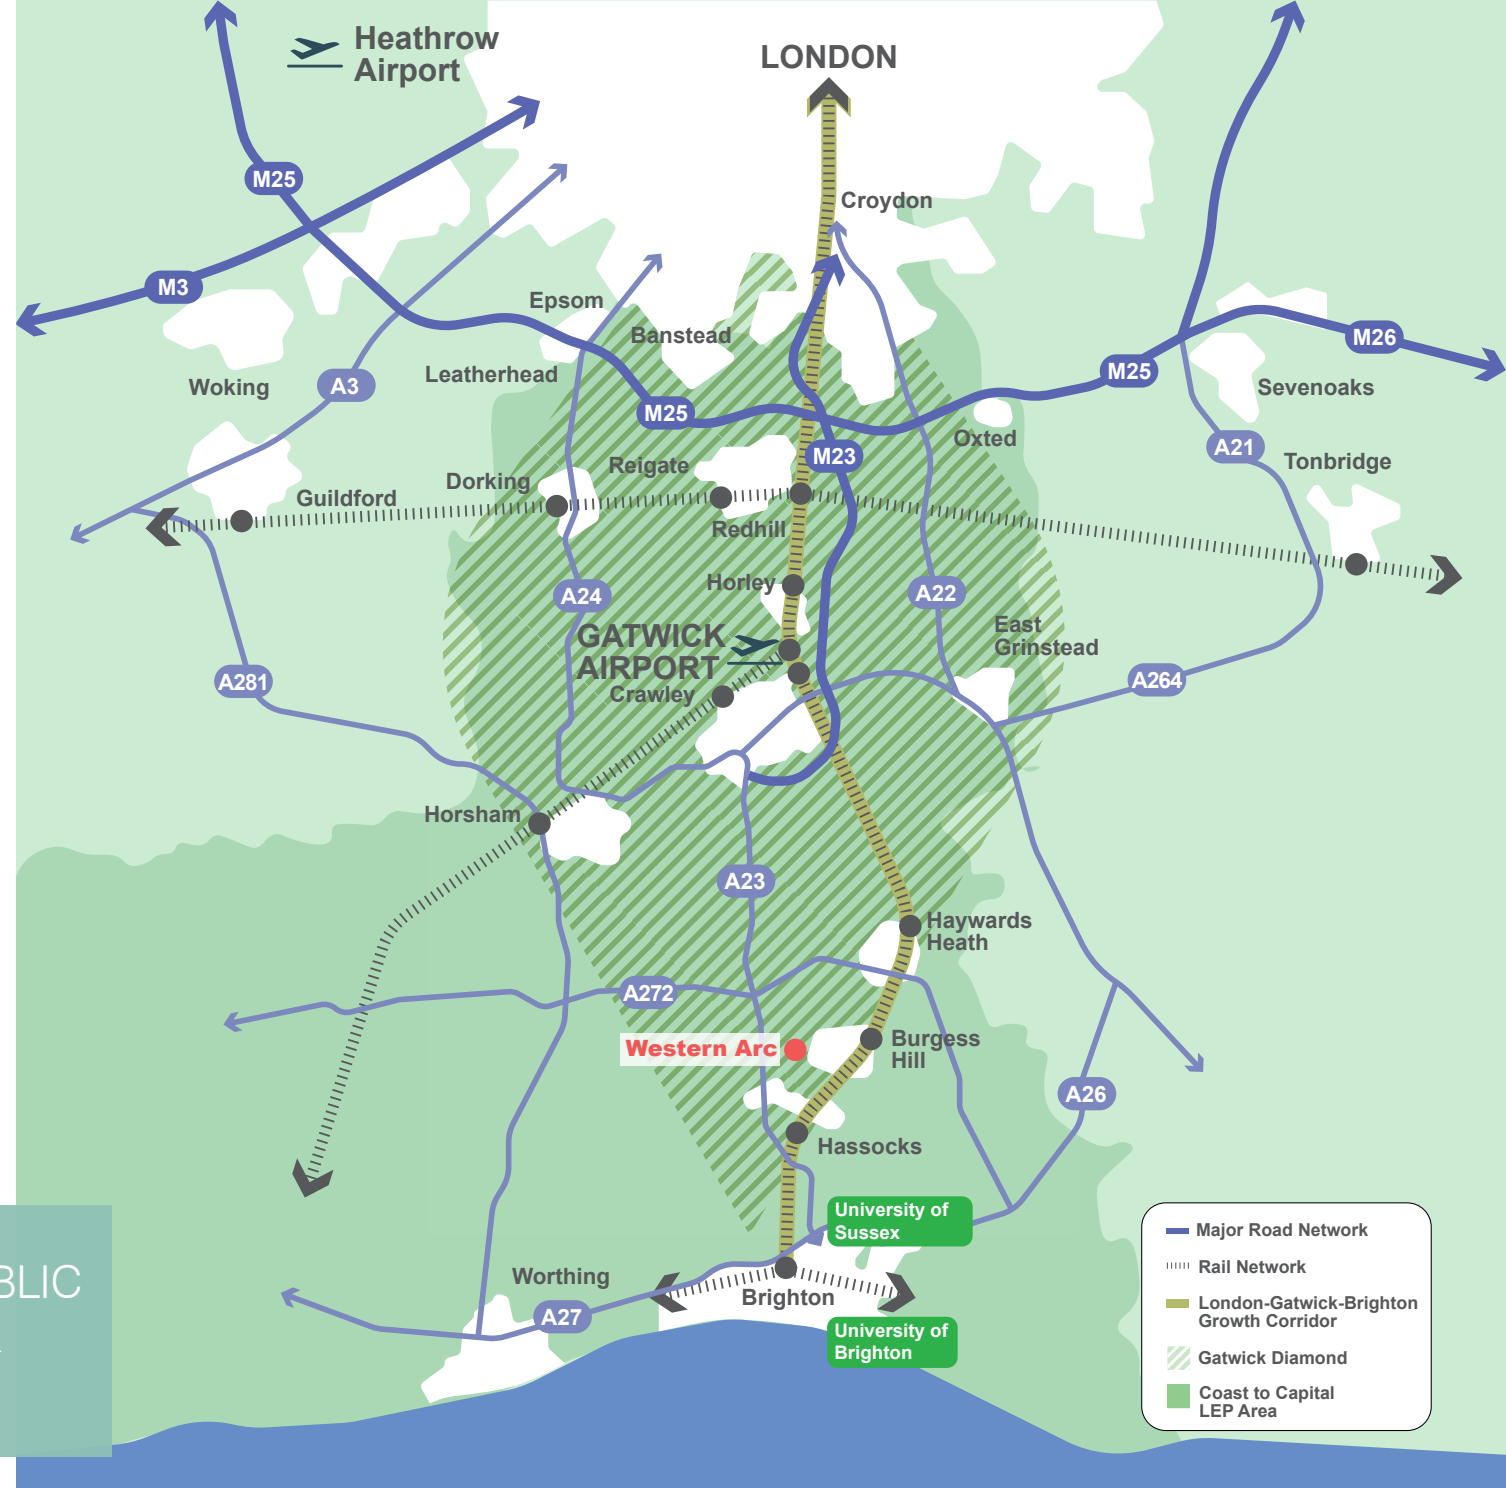 Heathrow
Airport
LONDON
M25
Croydon
M3
Epsom
Banstead
M26
Woking
A3
Leatherhead
M25
Sevenoaks
M25
Oxted
A21
M23
Tonbridge
Reigate
Dorking
Guildford
Redhill
Horley
A24
A22
GATWICK
AIRPORT
East
Grinstead
A281
Crawley
A264
Horsham
A23
Haywards
Heath
A272
Western Arc
Burgess
Hill
A26
Hassocks
University of
Sussex
BLIC
Worthing
Brighton
A27
University of
Brighton
Major Road Network
Rail Network
London-Gatwick-Brighton
Growth Corridor
Gatwick Diamond
Coast to Capital
LEP Area